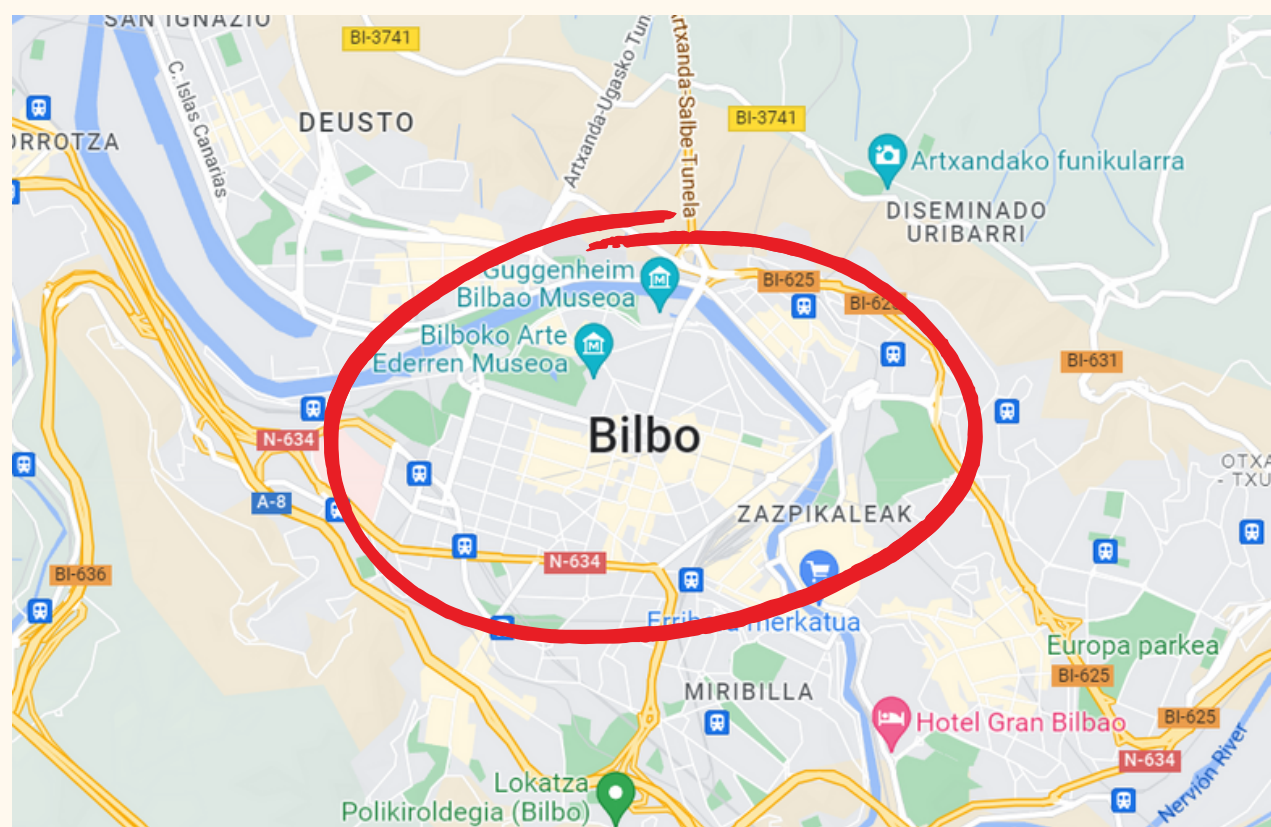 SAN IGNAZIO
BI-3741
C. Islas Canarias
DEUSTO
Artxanda-Ugasko Tun
Artxanda-Salbe-Tunela
BI-3741
ORROTZA
Artxandako funikularra
DISEMINADO
URIBARRI
Guggenheim
Bilbao Museoa
BI-625
BI-625
Bilboko Arte
Ederren Museoa
BI-631
Bilbo
N-634
OTXA
- TXU
A-8
ZAZPIKALEAK
N-634
BI-636
merkatua
Europa parkea
BI-625
MIRIBILLA
Hotel Gran Bilbao
BI-625
N-634
Nervión River
Lokatza
Polikiroldegia (Bilbo)